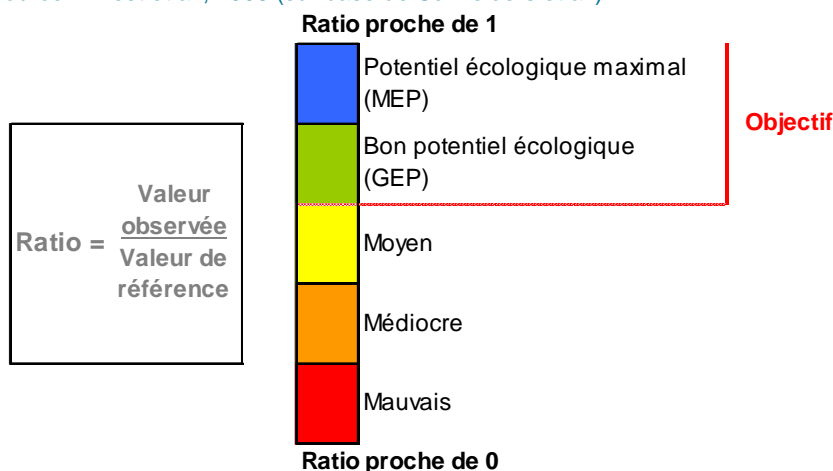 Ratio proche de 1
Potentiel écologique maximal
(MEP)
Objectif
Bon potentiel écologique
(GEP)
Valeur
observée
Ratio =
Valeur de
référence
Moyen
Médiocre
Mauvais
Ratio proche de 0